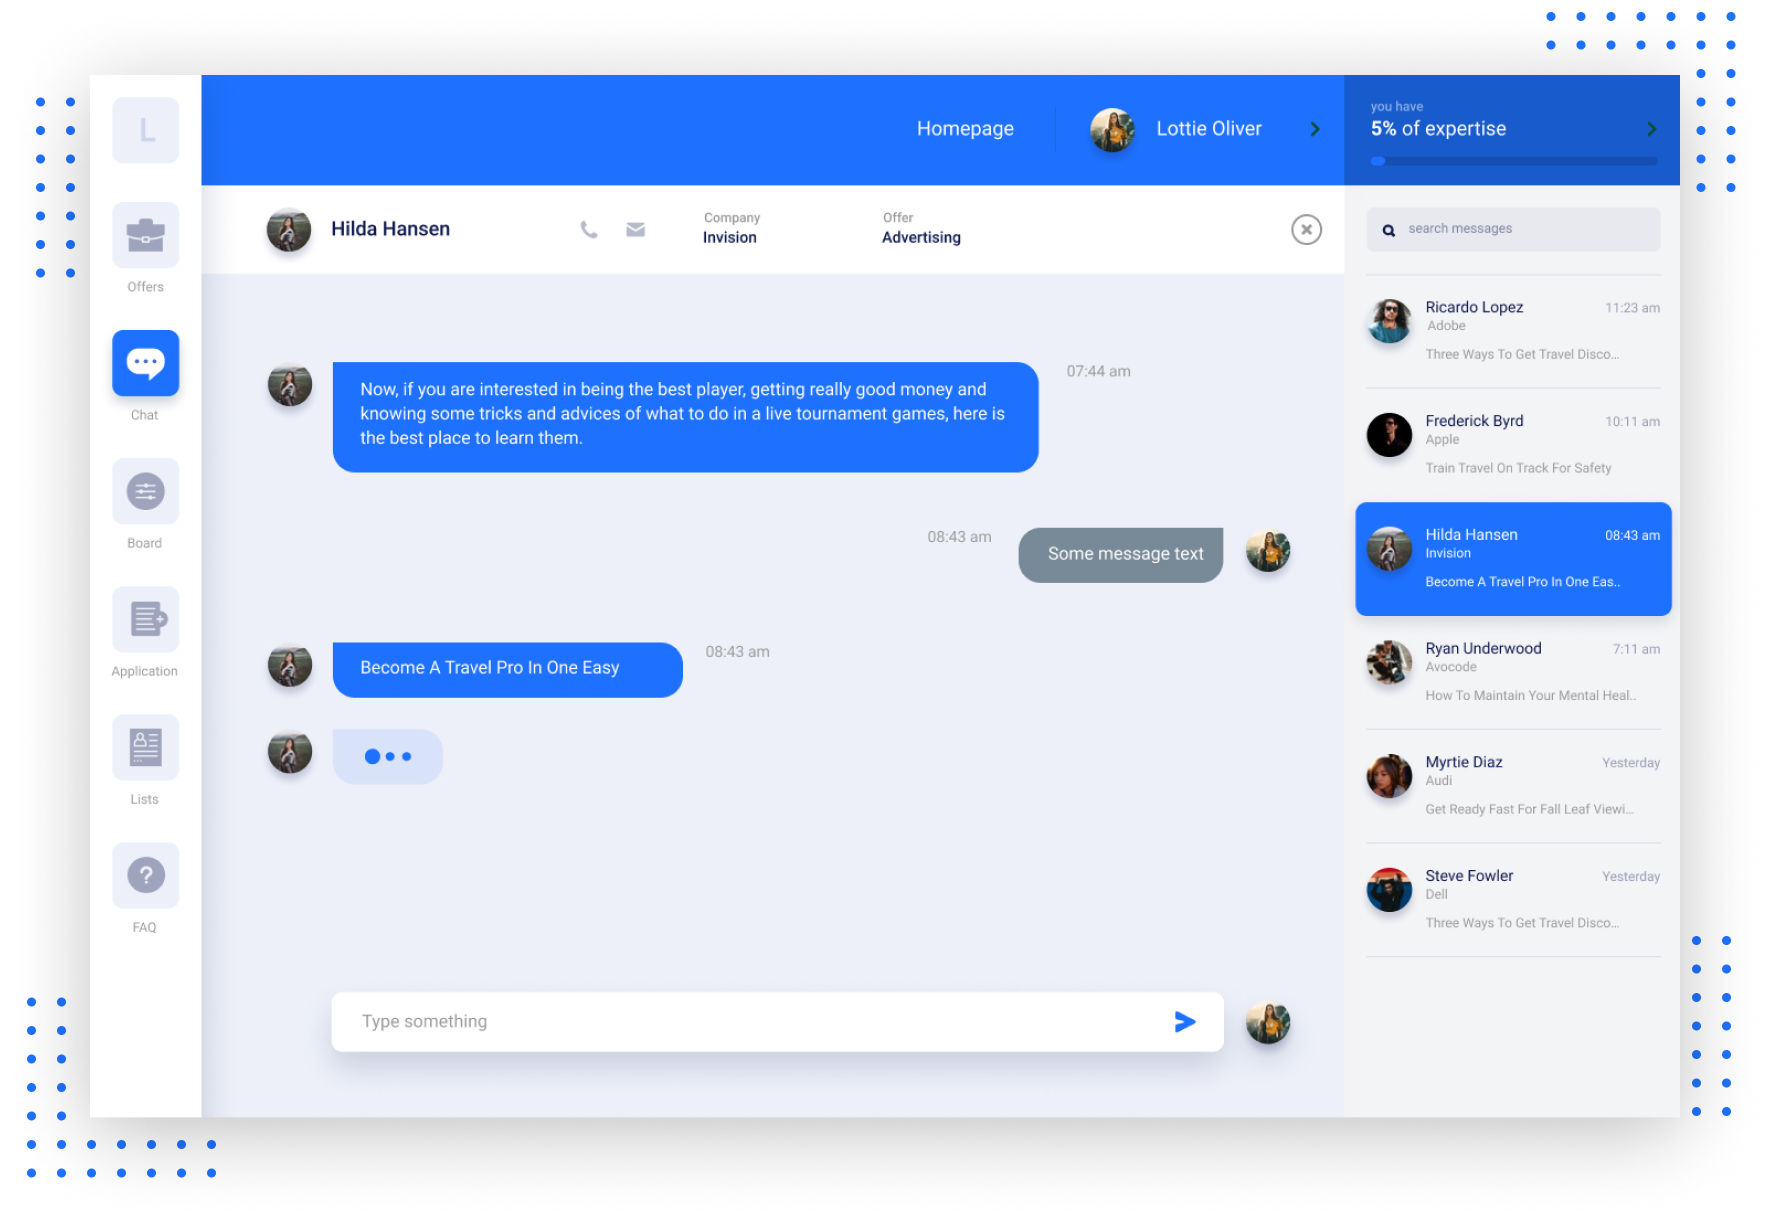 L
Offers
Chat
Board
Application
Lists
FAQ
Homepage
Lottie Oliver
you have
5% of expertise
Hilda Hansen
Company
Invision
Offer
Advertising
Now, if you are interested in being the best player, getting really good money and
knowing some tricks and advices of what to do in a live tournament games, here is
the best place to learn them.
07:44 am
08:43 am
Some message text
Become A Travel Pro In One Easy
08:43 am
Type something
search messages
Ricardo Lopez
11:23 am
Adobe
Three Ways To Get Travel Disco...
Frederick Byrd
10:11 am
Apple
Train Travel On Track For Safety
Hilda Hansen
08:43 am
Invision
Become A Travel Pro In One Eas..
Ryan Underwood
7:11 am
Avocode
How To Maintain Your Mental Heal..
Myrtie Diaz
Yesterday
Audi
Get Ready Fast For Fall Leaf Viewi...
Steve Fowler
Yesterday
Dell
Three Ways To Get Travel Disco...